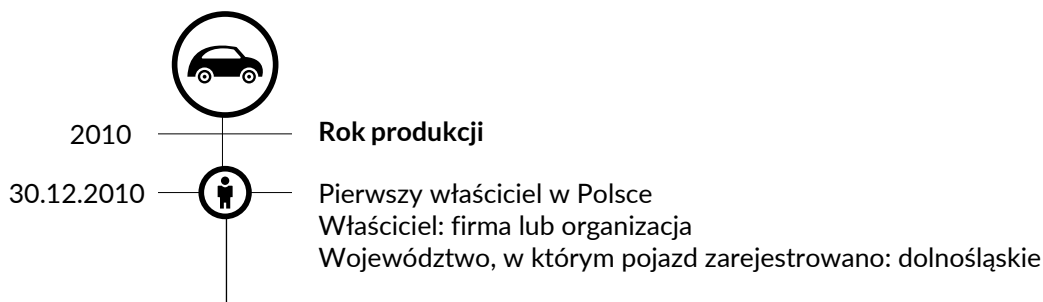 2010 Rok produkcji
30.12.2010 Pierwszy właściciel w Polsce
Właściciel: firma lub organizacja
Województwo, w którym pojazd zarejestrowano: dolnośląskie